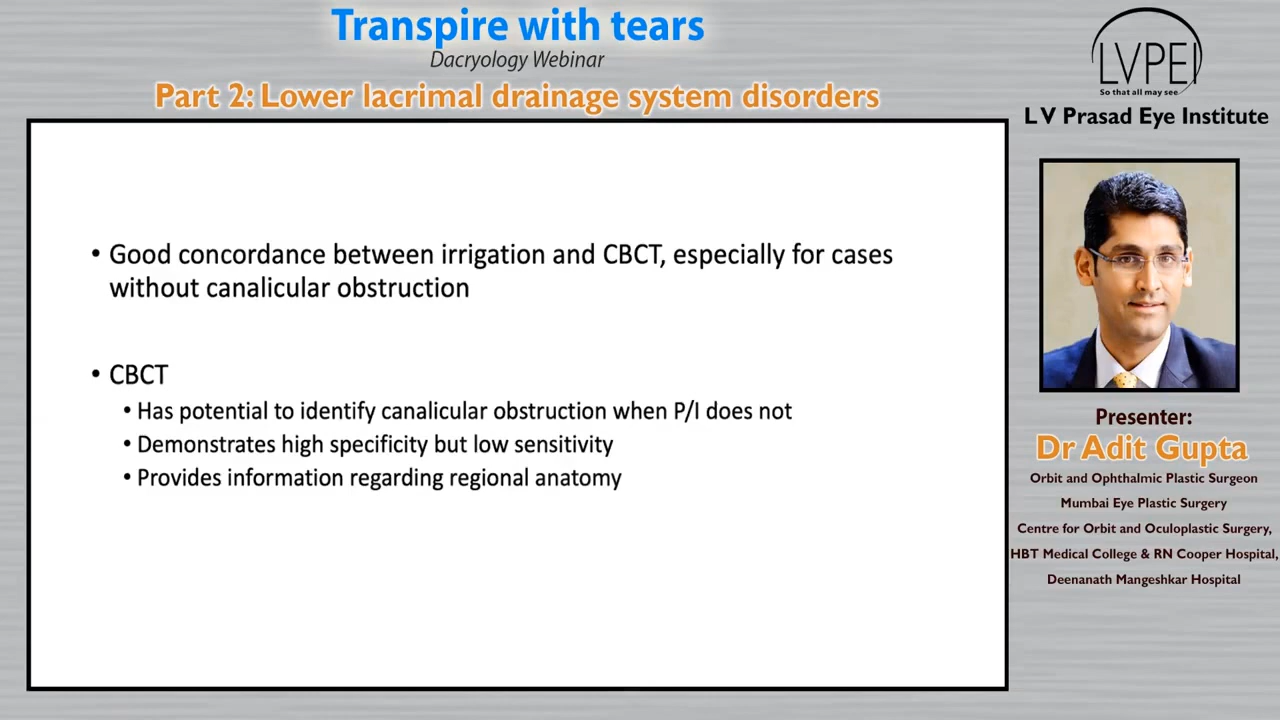 Transpire with tears
Dacryology Webinar
Part 2: Lower lacrimal drainage system disorders
LVPEI
So that all may see
L V Prasad Eye Institute
• Good concordance between irrigation and CBCT, especially for cases
without canalicular obstruction
• CBCT
• Has potential to identify canalicular obstruction when P/I does not
• Demonstrates high specificity but low sensitivity
• Provides information regarding regional anatomy
Presenter:
Dr Adit Gupta
Orbit and Ophthalmic Plastic Surgeon
Mumbai Eye Plastic Surgery
Centre for Orbit and Oculoplastic Surgery,
HBT Medical College & RN Cooper Hospital,
Deenanath Mangeshkar Hospital